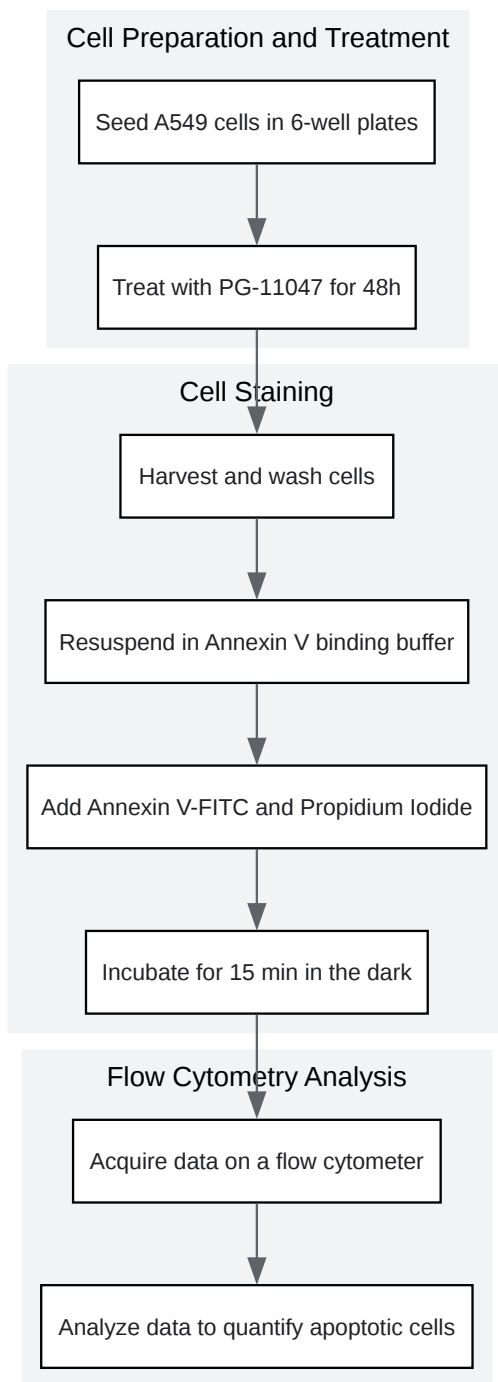 Cell Preparation and Treatment
Seed A549 cells in 6-well plates
Treat with PG-11047 for 48h
Cell Staining
Harvest and wash cells
Resuspend in Annexin V binding buffer
Add Annexin V-FITC and Propidium Iodide
Incubate for 15 min in the dark
Flow Cytometry Analysis
Acquire data on a flow cytometer
Analyze data to quantify apoptotic cells